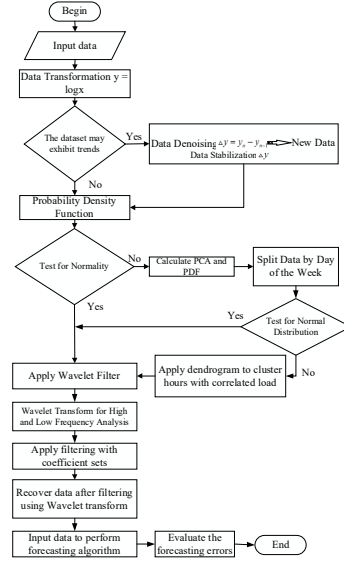 Begin
Input data
Data Transformation y =
logx
The dataset may
exhibit trends
Yes
Data Denoising △y = yₙ − yₙ₋₁ New Data
Data Stabilization △y
No
Probability Density
Function
Test for Normality
No
Calculate PCA and
PDF
Split Data by Day
of the Week
Yes
Yes
Test for Normal
Distribution
No
Apply dendrogram to cluster
hours with correlated load
Apply Wavelet Filter
Wavelet Transform for High
and Low Frequency Analysis
Apply filtering with
coefficient sets
Recover data after filtering
using Wavelet transform
Input data to perform
forecasting algorithm
Evaluate the
forecasting errors
End